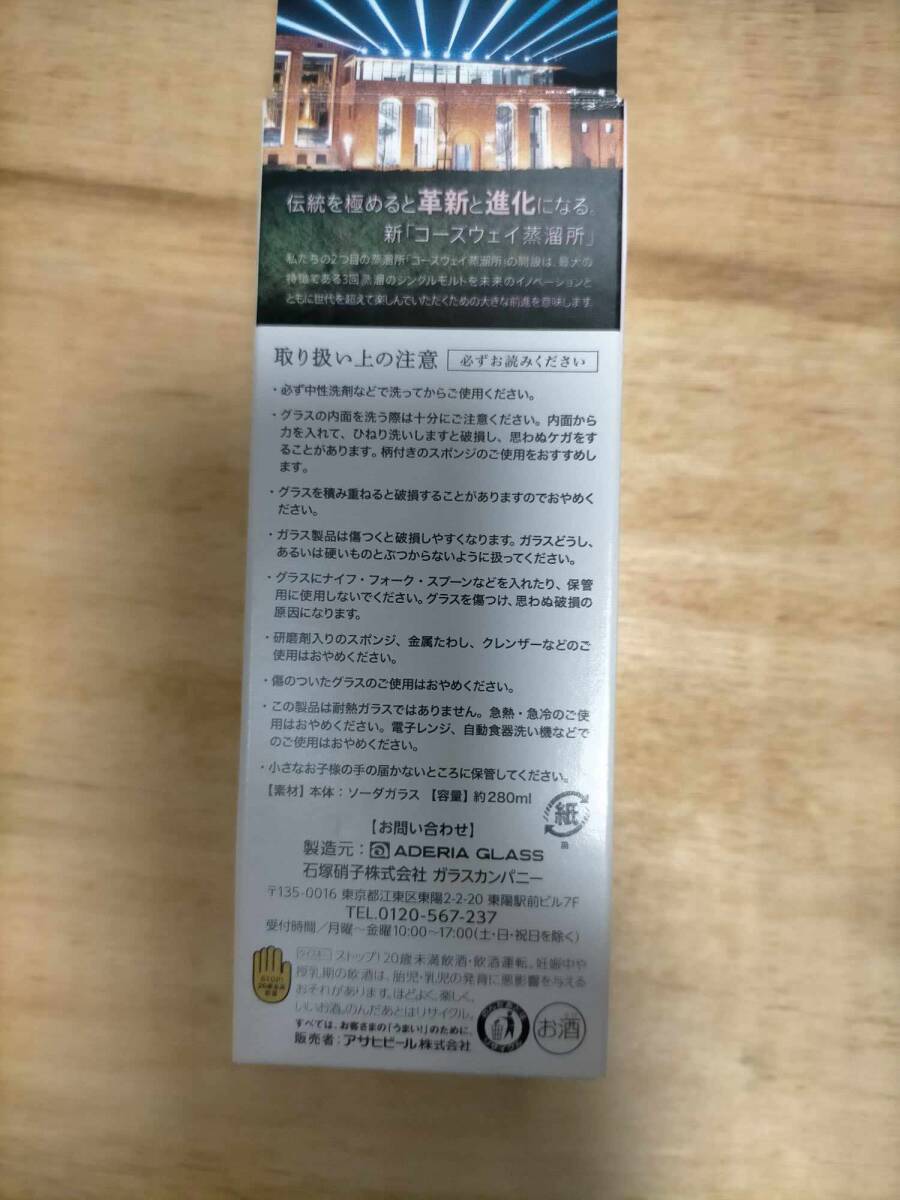 伝統を極めると革新と進化になる。
新「コースウェイ蒸溜所」
私たちの2つ目の蒸溜所「コースウェイ蒸溜所」の開設は、最大の
特徴である3回蒸溜のシングルモルトを未来のイノベーションと
ともに世代を超えて楽しんでいただくための大きな前進を意味します。
取り扱い上の注意 必ずお読みください
・必ず中性洗剤などで洗ってからご使用ください。
・グラスの内面を洗う際は十分にご注意ください。内面から
力を入れて、ひねり洗いしますと破損し、思わぬケガをす
ることがあります。柄付きのスポンジのご使用をおすすめし
ます。
・グラスを積み重ねると破損することがありますのでおやめく
ださい。
・ガラス製品は傷つくと破損しやすくなります。ガラスどうし、
あるいは硬いものとぶつからないように扱ってください。
・グラスにナイフ・フォーク・スプーンなどを入れたり、保管
用に使用しないでください。グラスを傷つけ、思わぬ破損の
原因になります。
・研磨剤入りのスポンジ、金属たわし、クレンザーなどのご
使用はおやめください。
・傷のついたグラスのご使用はおやめください。
・この製品は耐熱ガラスではありません。急熱・急冷のご使
用はおやめください。電子レンジ、自動食器洗い機などで
のご使用はおやめください。
・小さなお子様の手の届かないところに保管してください。
【素材】本体：ソーダガラス 【容量】約280ml
紙
【お問い合わせ】
製造元： ADERIA GLASS
石塚硝子株式会社 ガラスカンパニー
〒135-0016 東京都江東区東陽2-2-20 東陽駅前ビル7F
TEL.0120-567-237
受付時間／月曜〜金曜10:00〜17:00(土・日・祝日を除く)
ウイスキー ストップ！20歳未満飲酒・飲酒運転。妊娠中や
授乳期の飲酒は、胎児・乳児の発育に悪影響を与える
おそれがあります。ほどよく、楽しく、
いいお酒。のんだあとはリサイクル。
すべては、お客さまの「うまい!」のために。
販売者：アサヒビール株式会社
STOP!
のんだあとは
リサイクル
お酒